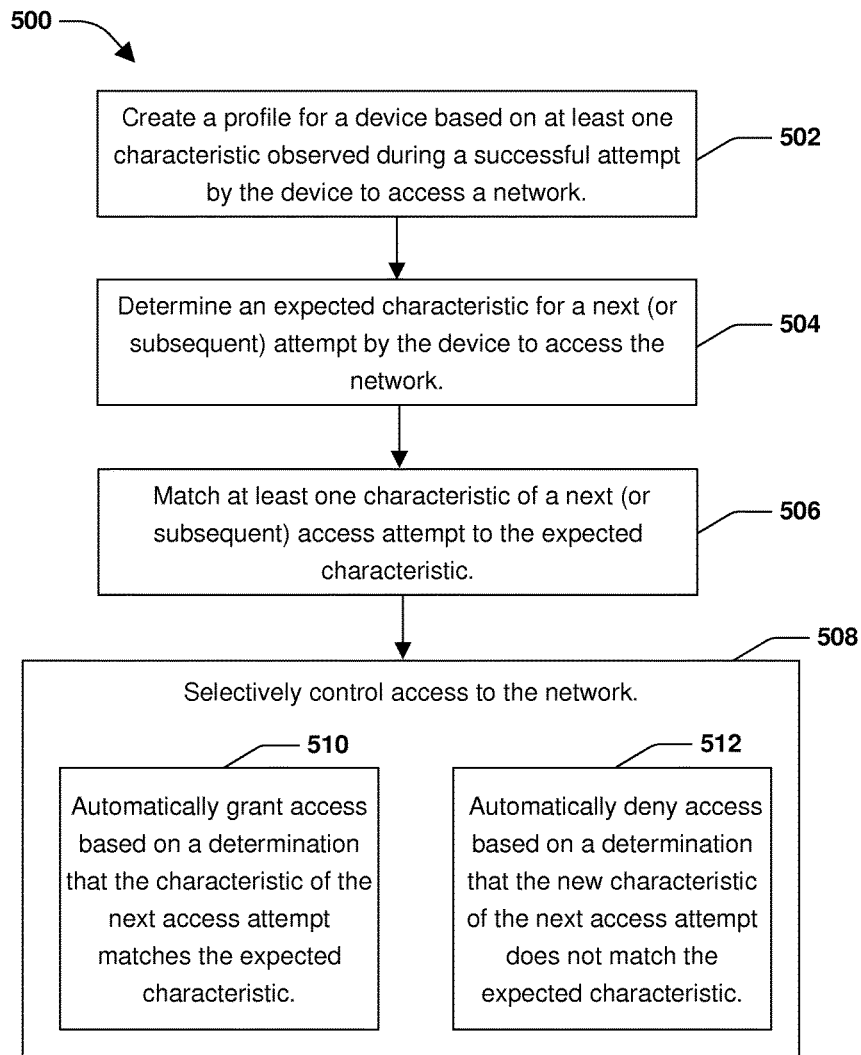 500
Create a profile for a device based on at least one
characteristic observed during a successful attempt
by the device to access a network.
502
Determine an expected characteristic for a next (or
subsequent) attempt by the device to access the
network.
504
Match at least one characteristic of a next (or
subsequent) access attempt to the expected
characteristic.
506
508
Selectively control access to the network.
510
Automatically grant access
based on a determination
that the characteristic of the
next access attempt
matches the expected
characteristic.
512
Automatically deny access
based on a determination
that the new characteristic
of the next access attempt
does not match the
expected characteristic.